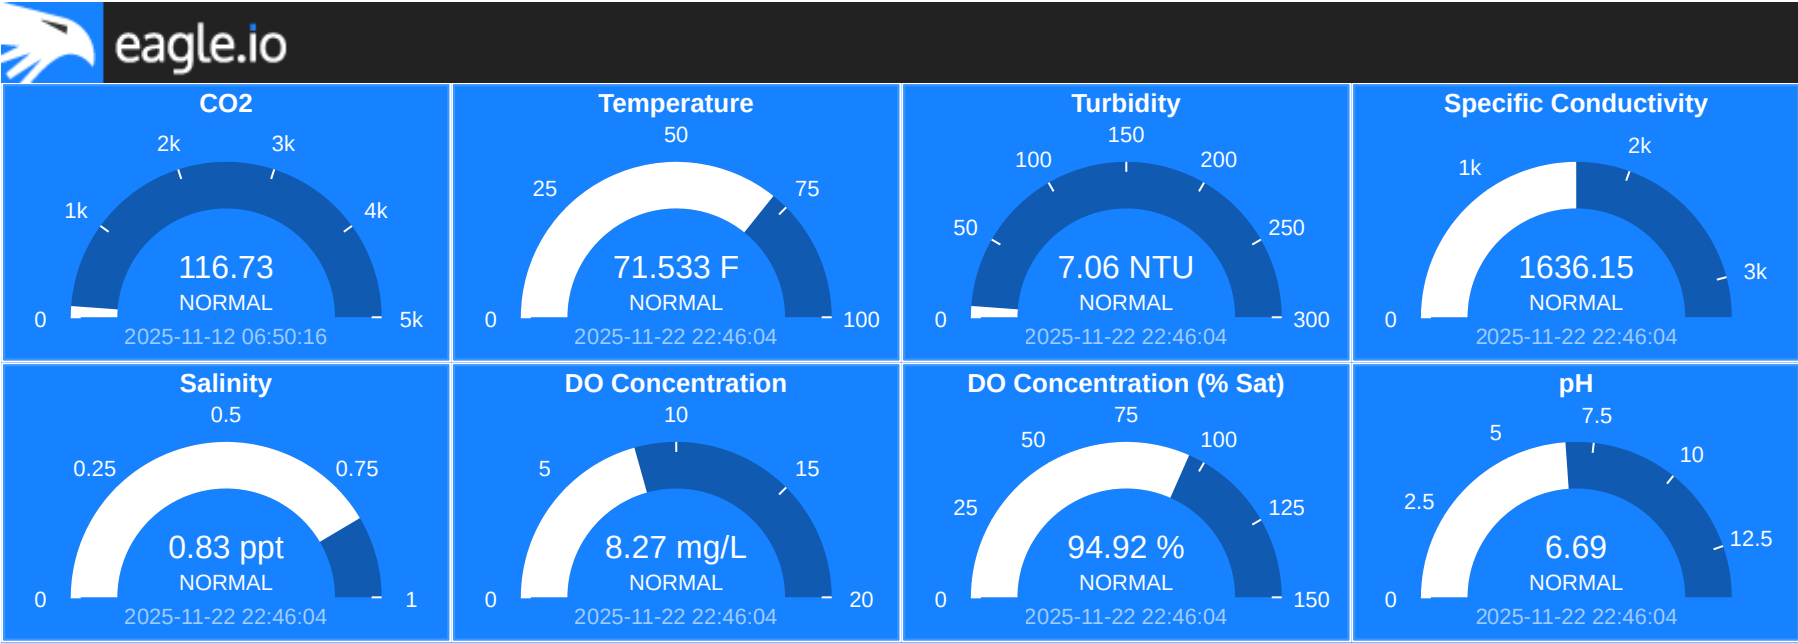 eagle.io
CO2
2k 3k
1k 4k
116.73
NORMAL
0 5k
2025-11-12 06:50:16
Temperature
50
25 75
71.533 F
NORMAL
0 100
2025-11-22 22:46:04
Turbidity
150
100 200
50 250
7.06 NTU
NORMAL
0 300
2025-11-22 22:46:04
Specific Conductivity
2k
1k
3k
1636.15
NORMAL
0
2025-11-22 22:46:04
Salinity
0.5
0.25 0.75
0.83 ppt
NORMAL
0 1
2025-11-22 22:46:04
DO Concentration
10
5 15
8.27 mg/L
NORMAL
0 20
2025-11-22 22:46:04
DO Concentration (% Sat)
75
50 100
25 125
94.92 %
NORMAL
0 150
2025-11-22 22:46:04
pH
7.5
5 10
2.5 12.5
6.69
NORMAL
0
2025-11-22 22:46:04